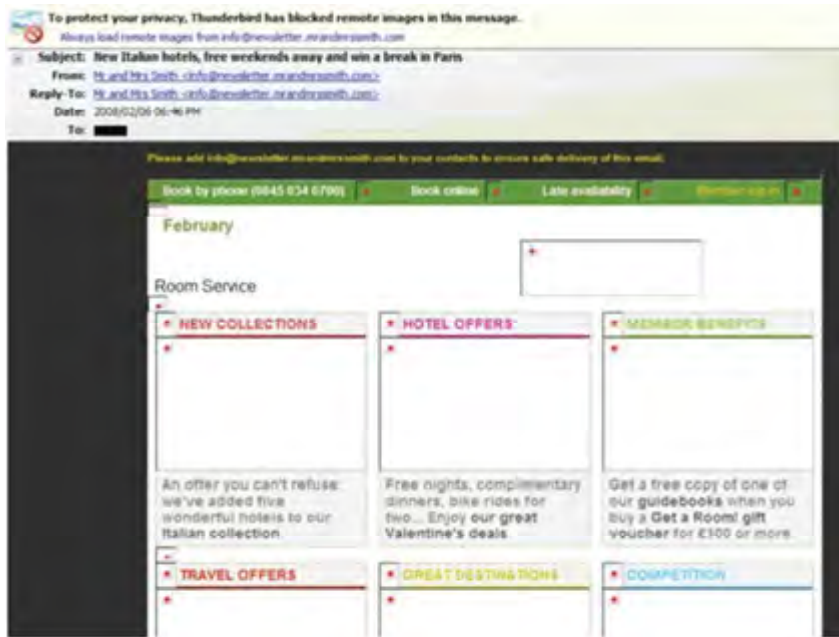 To protect your privacy, Thunderbird has blocked remote images in this message.
Always load remote images from info@newsletter.mrandmrssmith.com
Subject: New Italian hotels, free weekends away and win a break in Paris
From: Mr and Mrs Smith <info@newsletter.mrandmrssmith.com>
Reply-To: Mr and Mrs Smith <info@newsletter.mrandmrssmith.com>
Date: 2008/02/06 06:46 PM
To:
Please add info@newsletter.mrandmrssmith.com to your contacts to ensure safe delivery of this email.
Book by phone (0845 034 0700) Book online Late availability Member log in
February
Room Service
NEW COLLECTIONS HOTEL OFFERS MEMBER BENEFITS
An offer you can't refuse: Free nights, complimentary Get a free copy of one of
we've added five dinners, bike rides for our guidebooks when you
wonderful hotels to our two... Enjoy our great buy a Get a Room! gift
Italian collection Valentine's deals voucher for £100 or more
TRAVEL OFFERS GREAT DESTINATIONS COMPETITION